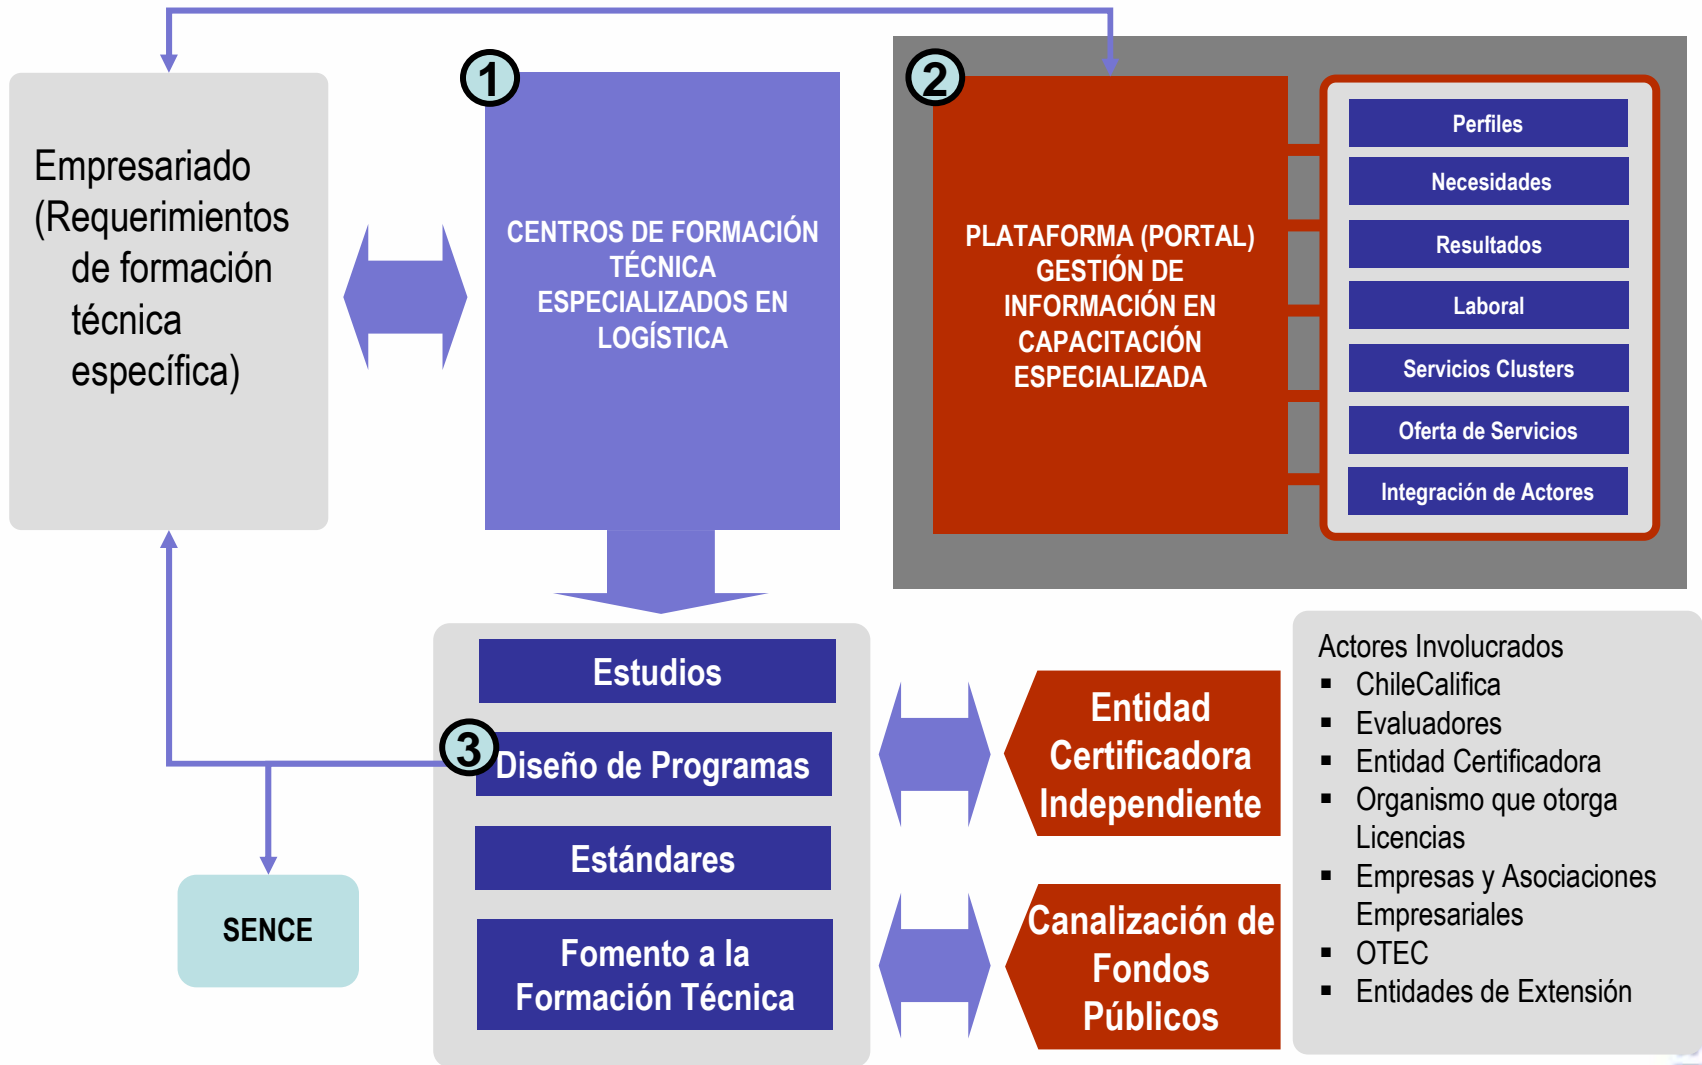 Empresariado
(Requerimientos
de formación
técnica
específica)
1
CENTROS DE FORMACIÓN
TÉCNICA
ESPECIALIZADOS EN
LOGÍSTICA
2
PLATAFORMA (PORTAL)
GESTIÓN DE
INFORMACIÓN EN
CAPACITACIÓN
ESPECIALIZADA
Perfiles
Necesidades
Resultados
Laboral
Servicios Clusters
Oferta de Servicios
Integración de Actores
Estudios
3
Diseño de Programas
Estándares
Fomento a la
Formación Técnica
SENCE
Entidad
Certificadora
Independiente
Canalización de
Fondos
Públicos
Actores Involucrados
▪ ChileCalifica
▪ Evaluadores
▪ Entidad Certificadora
▪ Organismo que otorga
Licencias
▪ Empresas y Asociaciones
Empresariales
▪ OTEC
▪ Entidades de Extensión